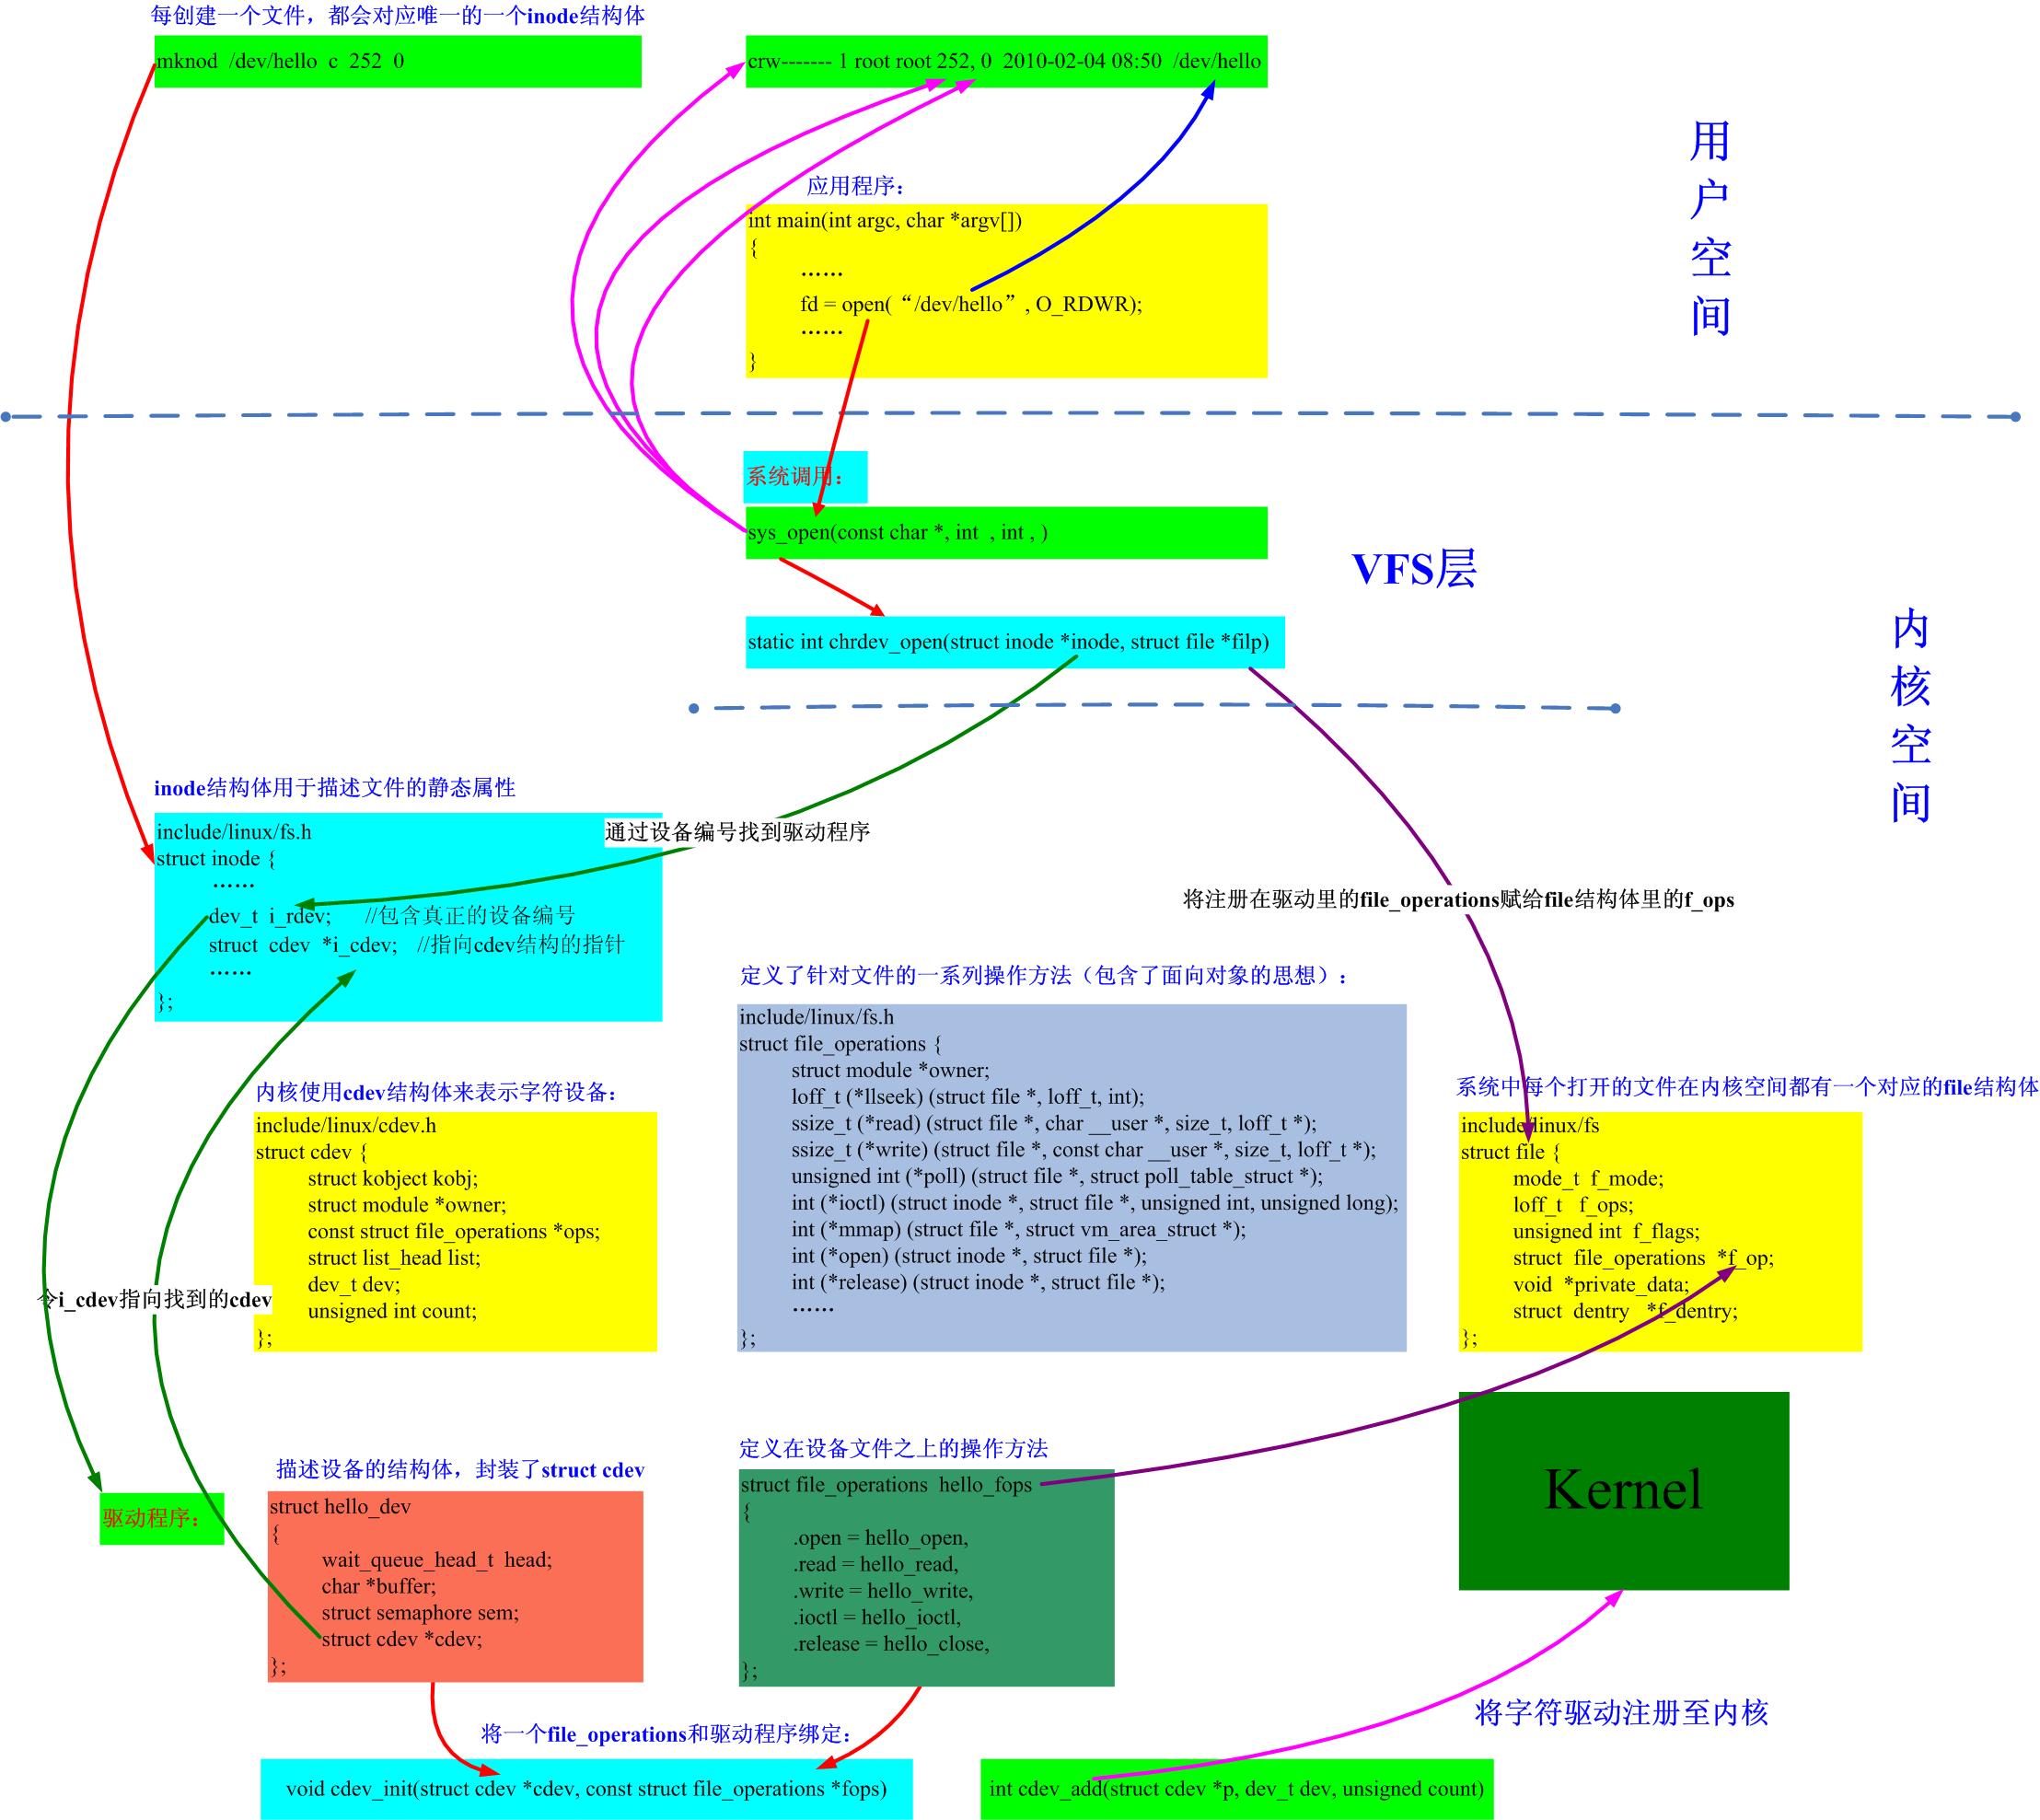 每创建一个文件，都会对应唯一的一个inode结构体
mknod  /dev/hello  c  252  0
crw------- 1 root root 252, 0  2010-02-04 08:50  /dev/hello
用户空间
应用程序：
int main(int argc, char *argv[])
{
……
fd = open(“/dev/hello”, O_RDWR);
……
}
系统调用：
sys_open(const char *, int  , int , )
VFS层
static int chrdev_open(struct inode *inode, struct file *filp)
内核空间
inode结构体用于描述文件的静态属性
include/linux/fs.h
struct inode {
……
dev_t  i_rdev;      //包含真正的设备编号
struct  cdev  *i_cdev;   //指向cdev结构的指针
……
};
通过设备编号找到驱动程序
将注册在驱动里的file_operations赋给file结构体里的f_ops
内核使用cdev结构体来表示字符设备：
include/linux/cdev.h
struct cdev {
struct kobject kobj;
struct module *owner;
const struct file_operations *ops;
struct list_head list;
dev_t dev;
unsigned int count;
};
令i_cdev指向找到的cdev
定义了针对文件的一系列操作方法（包含了面向对象的思想）：
include/linux/fs.h
struct file_operations {
struct module *owner;
loff_t (*llseek) (struct file *, loff_t, int);
ssize_t (*read) (struct file *, char __user *, size_t, loff_t *);
ssize_t (*write) (struct file *, const char __user *, size_t, loff_t *);
unsigned int (*poll) (struct file *, struct poll_table_struct *);
int (*ioctl) (struct inode *, struct file *, unsigned int, unsigned long);
int (*mmap) (struct file *, struct vm_area_struct *);
int (*open) (struct inode *, struct file *);
int (*release) (struct inode *, struct file *);
……
};
系统中每个打开的文件在内核空间都有一个对应的file结构体
include/linux/fs
struct file {
mode_t  f_mode;
loff_t   f_ops;
unsigned int  f_flags;
struct  file_operations  *f_op;
void  *private_data;
struct  dentry   *f_dentry;
};
Kernel
驱动程序：
描述设备的结构体，封装了struct cdev
struct hello_dev
{
wait_queue_head_t  head;
char *buffer;
struct semaphore sem;
struct cdev *cdev;
};
定义在设备文件之上的操作方法
struct file_operations  hello_fops
{
.open = hello_open,
.read = hello_read,
.write = hello_write,
.ioctl = hello_ioctl,
.release = hello_close,
};
将一个file_operations和驱动程序绑定：
void cdev_init(struct cdev *cdev, const struct file_operations *fops)
将字符驱动注册至内核
int cdev_add(struct cdev *p, dev_t dev, unsigned count)